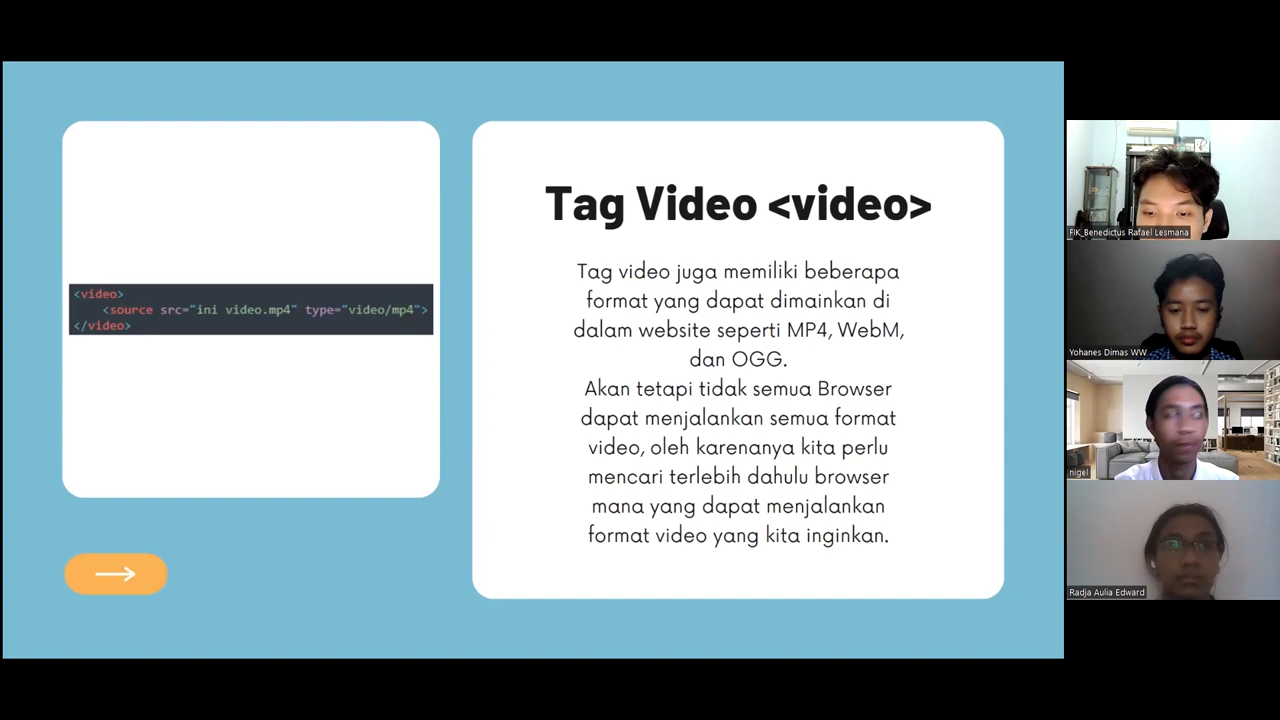 <video>
<source src="ini video.mp4" type="video/mp4">
</video>
Tag Video <video>
Tag video juga memiliki beberapa
format yang dapat dimainkan di
dalam website seperti MP4, WebM,
dan OGG.
Akan tetapi tidak semua Browser
dapat menjalankan semua format
video, oleh karenanya kita perlu
mencari terlebih dahulu browser
mana yang dapat menjalankan
format video yang kita inginkan.
FIK_Benedictus Rafael Lesmana
Yohanes Dimas WW
nigel
Radja Aulia Edward